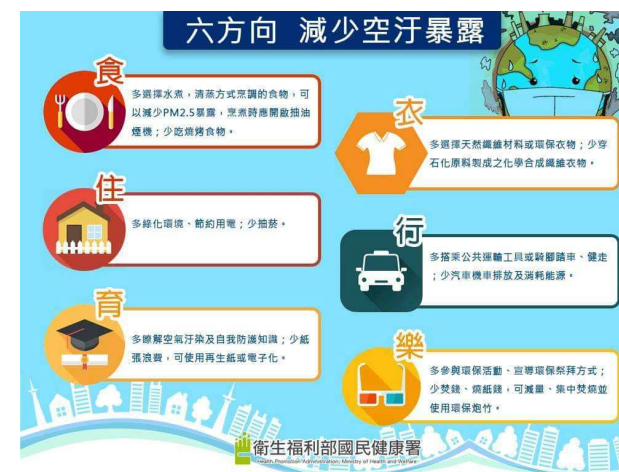 六方向 減少空汙暴露
食
多選擇水煮，清蒸方式烹調的食物，可
以減少PM2.5暴露，烹煮時應開啟抽油
煙機；少吃燒烤食物。
衣
多選擇天然纖維材料或環保衣物；少穿
石化原料製成之化學合成纖維衣物。
住
多綠化環境、節約用電；少抽菸。
行
多搭乘公共運輸工具或騎腳踏車、健走
；少汽車機車排放及消耗能源。
育
多瞭解空氣汙染及自我防護知識；少紙
張浪費，可使用再生紙或電子化。
樂
多參與環保活動、宣導環保祭拜方式；
少焚錢、燒紙錢，可減量、集中焚燒並
使用環保炮竹。
衛生福利部國民健康署
Health Promotion Administration, Ministry of Health and Welfare